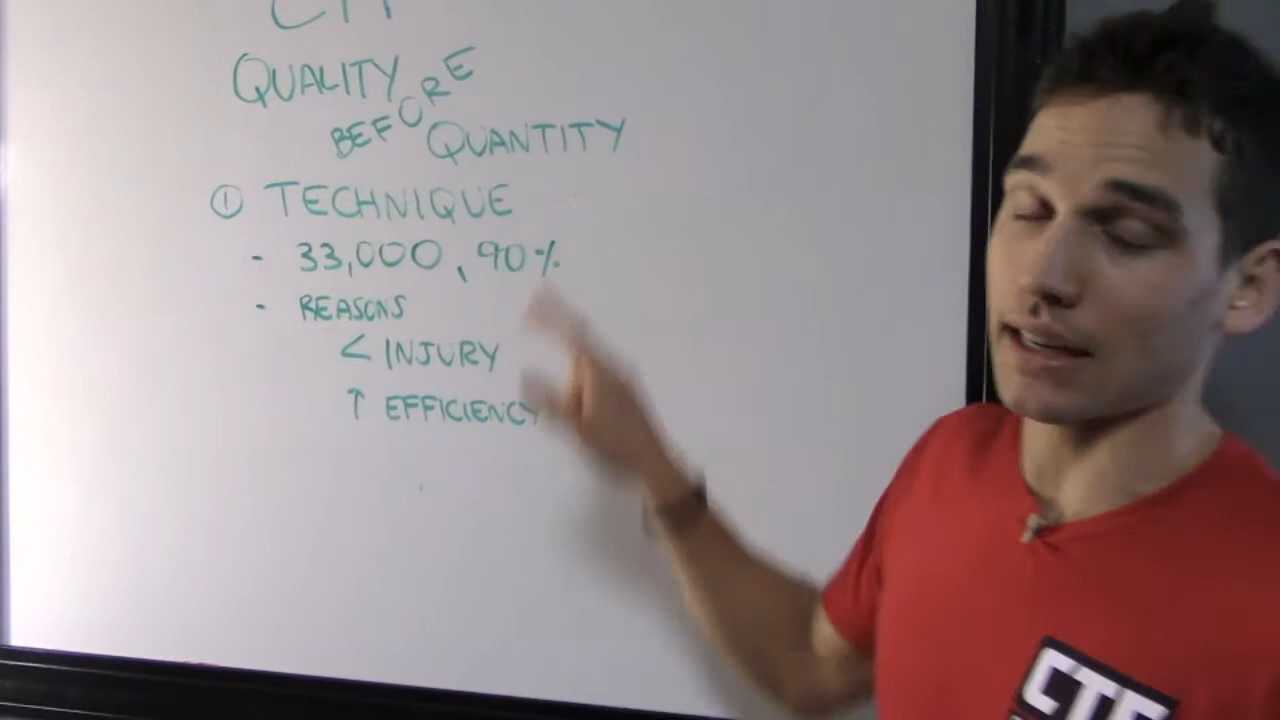 QUALITY BEFORE
QUANTITY
① TECHNIQUE
- 33,000, 90%
- REASONS
< INJURY
↑ EFFICIENCY